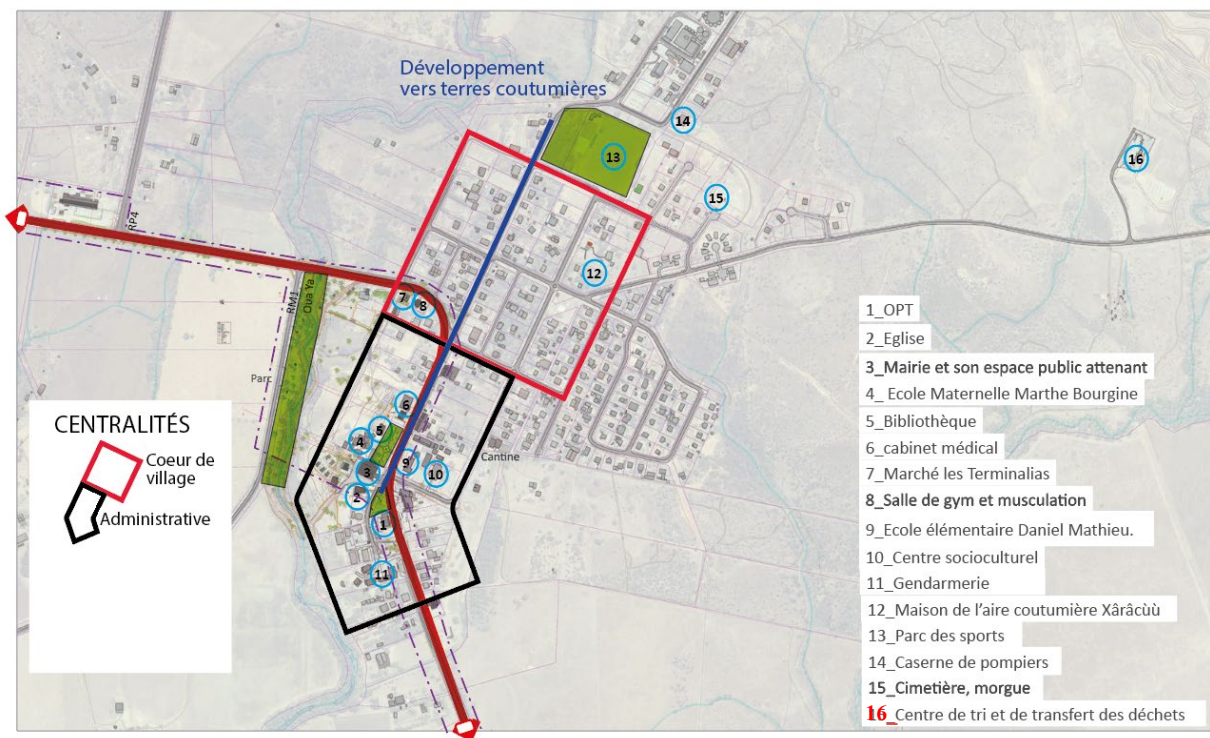 Développement
vers terres coutumières
14
13
16
15
RP4
12
RM1
Oua Ya
7
8
Parc
6
5
4
9
Cantine
3
10
2
1
11
CENTRALITÉS
Coeur de
village
Administrative
1_OPT
2_Eglise
3_Mairie et son espace public attenant
4_ Ecole Maternelle Marthe Bourgine
5_Bibliothèque
6_cabinet médical
7_Marché les Terminalias
8_Salle de gym et musculation
9_Ecole élémentaire Daniel Mathieu.
10_Centre socioculturel
11_Gendarmerie
12_Maison de l'aire coutumière Xârâcùù
13_Parc des sports
14_Caserne de pompiers
15_Cimetière, morgue
16_Centre de tri et de transfert des déchets